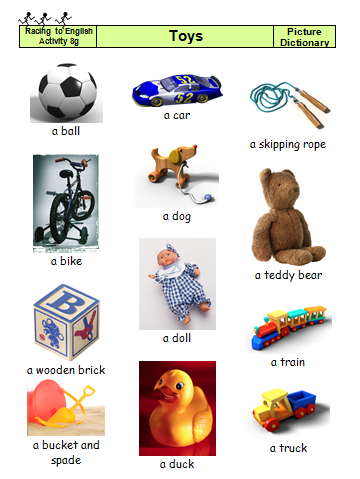 Racing to English
Activity 8g
Toys
Picture
Dictionary
a ball
a car
a skipping rope
a bike
a dog
a teddy bear
a wooden brick
a doll
a train
a bucket and
spade
a duck
a truck
52
B